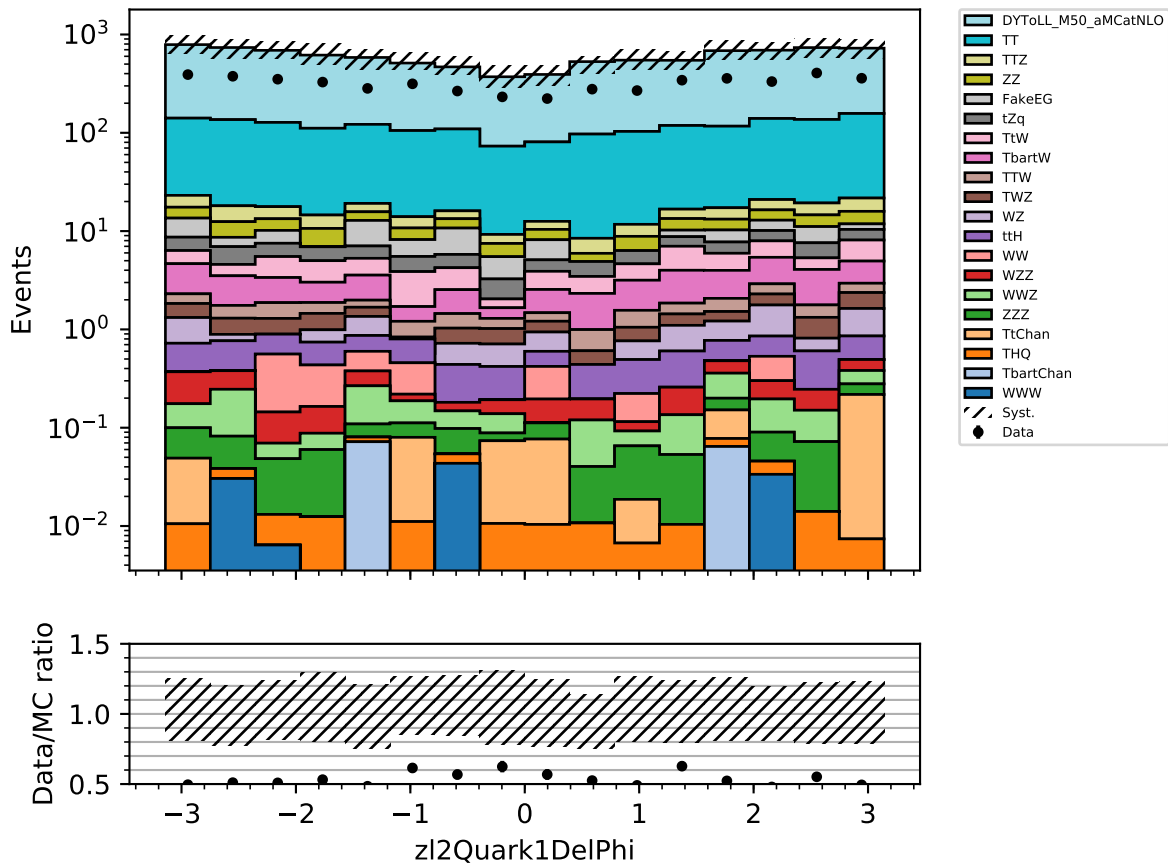 10³
10²
10¹
10⁰
10⁻¹
10⁻²
Events
DYToLL_M50_aMCatNLO
TT
TTZ
ZZ
FakeEG
tZq
TtW
TbartW
TTW
TWZ
WZ
ttH
WW
WZZ
WWZ
ZZZ
TtChan
THQ
TbartChan
WWW
Syst.
Data
1.5
1.0
0.5
Data/MC ratio
−3 −2 −1 0 1 2 3
zl2Quark1DelPhi